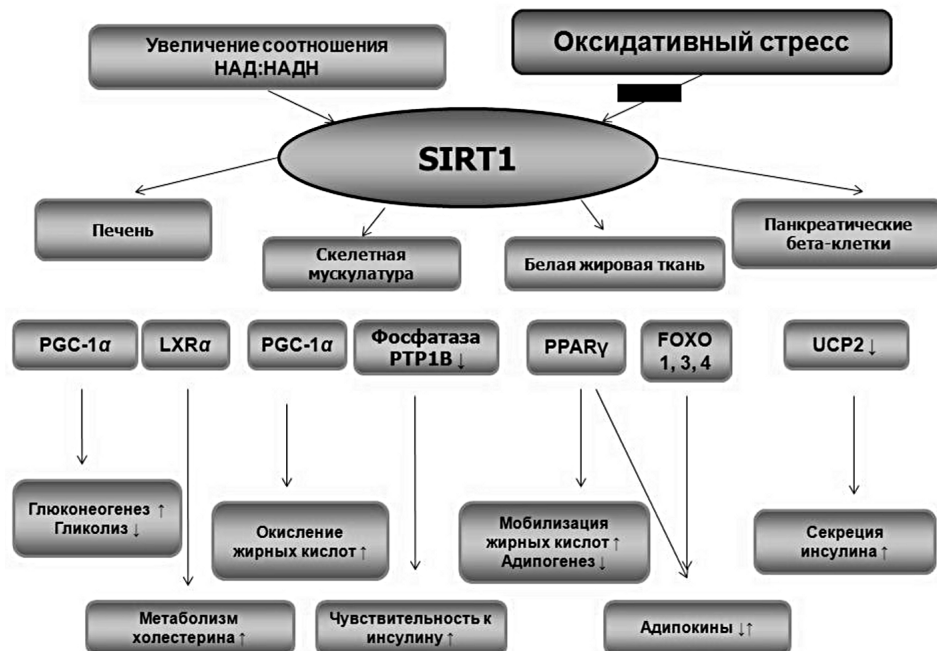 Увеличение соотношения
НАД:НАДН
Оксидативный стресс
SIRT1
Печень
Скелетная
мускулатура
Белая жировая ткань
Панкреатические
бета-клетки
PGC-1α
LXRα
PGC-1α
Фосфатаза
PTP1B ↓
PPARγ
FOXO
1, 3, 4
UCP2 ↓
Глюконеогенез ↑
Гликолиз ↓
Окисление
жирных кислот ↑
Мобилизация
жирных кислот ↑
Адипогенез ↓
Секреция
инсулина ↑
Метаболизм
холестерина ↑
Чувствительность к
инсулину ↑
Адипокины ↓↑